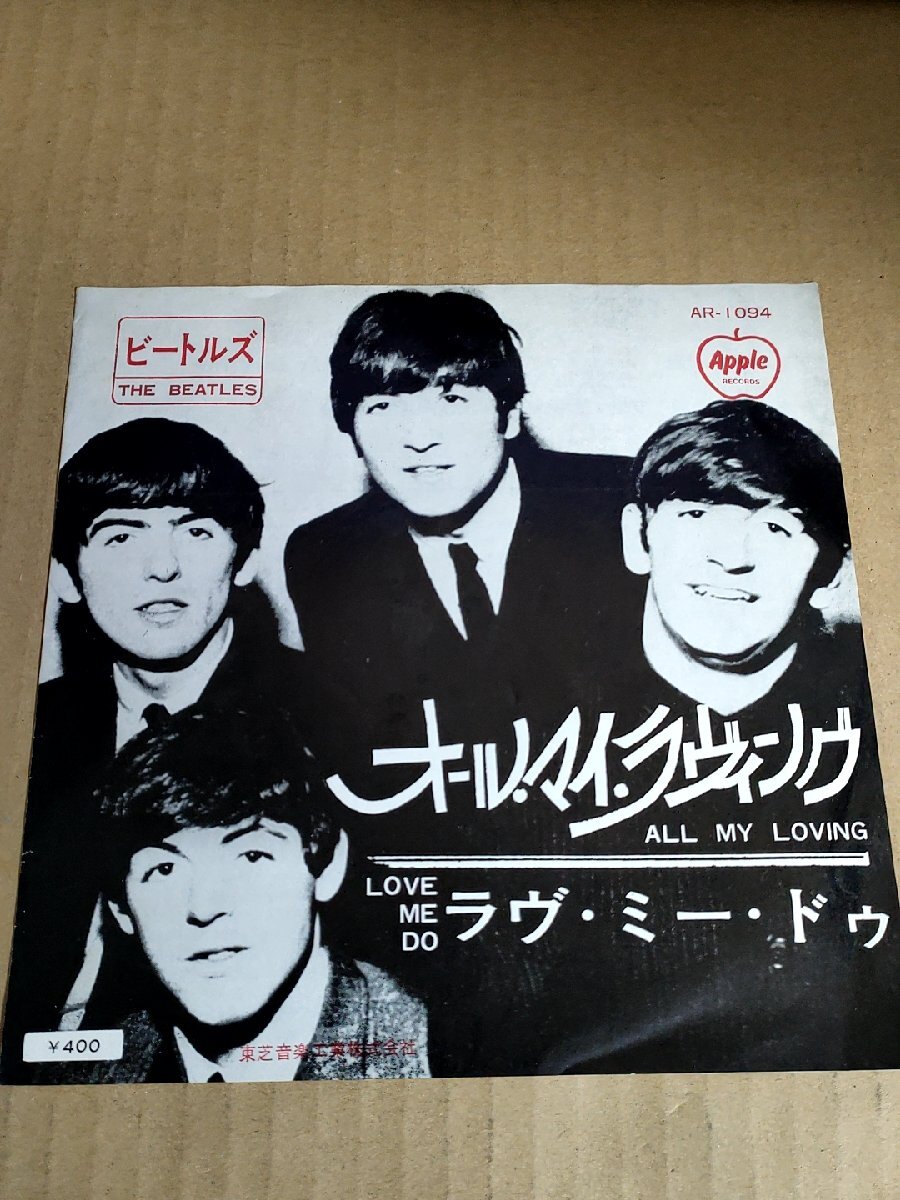 ビートルズ
THE BEATLES
AR-1094
Apple
RECORDS
オール・マイ・ラヴィング
ALL MY LOVING
LOVE
ME
DO
ラヴ・ミー・ドゥ
¥400
東芝音楽工業株式会社